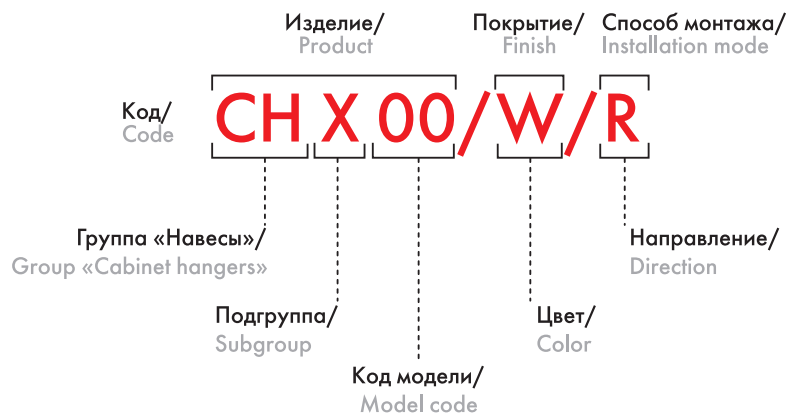 Изделие/
Product
Покрытие/
Finish
Способ монтажа/
Installation mode
Код/
Code
CH X 00/W/R
Группа «Навесы»/
Group «Cabinet hangers»
Направление/
Direction
Подгруппа/
Subgroup
Цвет/
Color
Код модели/
Model code